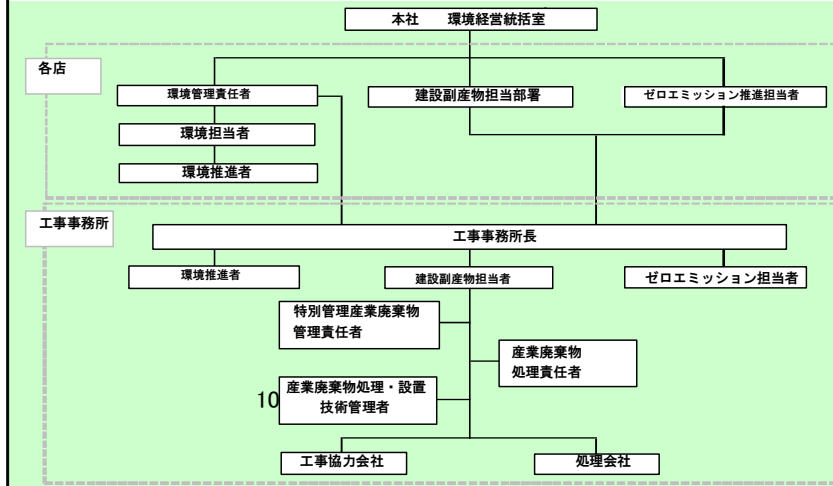 本社　環境経営統括室
各店
環境管理責任者
建設副産物担当部署
ゼロエミッション推進担当者
環境担当者
環境推進者
工事事務所
工事事務所長
環境推進者
建設副産物担当者
ゼロエミッション担当者
特別管理産業廃棄物
管理責任者
産業廃棄物
処理責任者
10
産業廃棄物処理・設置
技術管理者
工事協力会社
処理会社